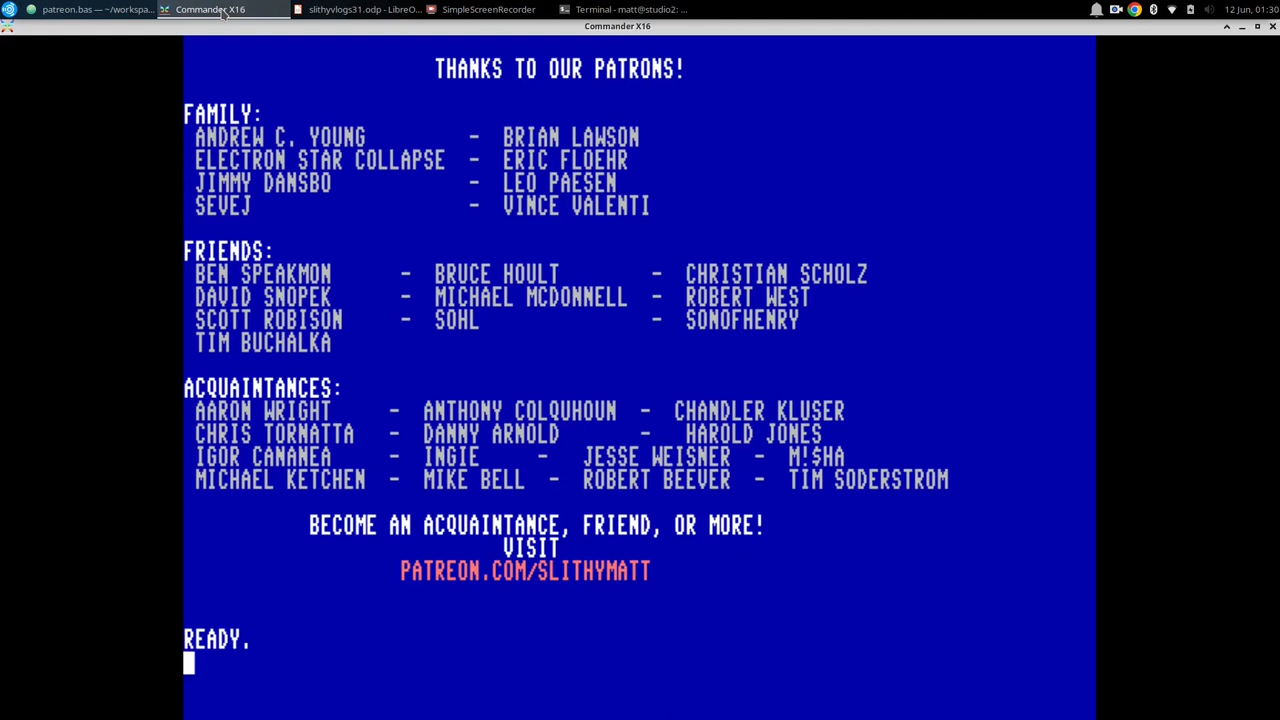 patreon.bas — ~/workspa... Commander X16 slithyvlogs31.odp - LibreO... SimpleScreenRecorder Terminal - matt@studio2: ... 12 Jun, 01:30
Commander X16
THANKS TO OUR PATRONS!
FAMILY:
ANDREW C. YOUNG - BRIAN LAWSON
ELECTRON STAR COLLAPSE - ERIC FLOEHR
JIMMY DANSBO - LEO PAESEN
SEVEJ - VINCE VALENTI
FRIENDS:
BEN SPEAKMON - BRUCE HOULT - CHRISTIAN SCHOLZ
DAVID SNOPEK - MICHAEL MCDONNELL - ROBERT WEST
SCOTT ROBISON - SOHL - SONOFHENRY
TIM BUCHALKA
ACQUAINTANCES:
AARON WRIGHT - ANTHONY COLQUHOUN - CHANDLER KLUSER
CHRIS TORNATTA - DANNY ARNOLD - HAROLD JONES
IGOR CANANEA - INGIE - JESSE WEISNER - M!$HA
MICHAEL KETCHEN - MIKE BELL - ROBERT BEEVER - TIM SODERSTROM
BECOME AN ACQUAINTANCE, FRIEND, OR MORE!
VISIT
PATREON.COM/SLITHYMATT
READY.